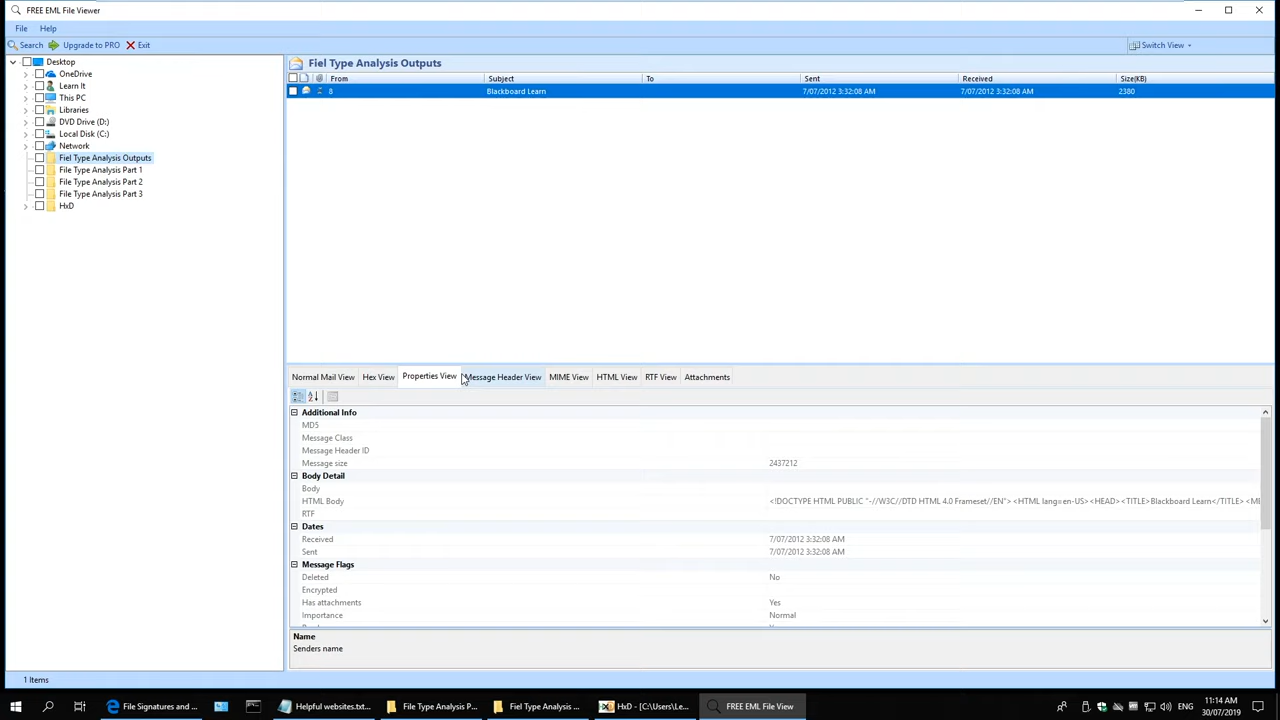 FREE EML File Viewer
File Help
Search Upgrade to PRO Exit
Switch View
Desktop
OneDrive
Learn It
This PC
Libraries
DVD Drive (D:)
Local Disk (C:)
Network
Fiel Type Analysis Outputs
File Type Analysis Part 1
File Type Analysis Part 2
File Type Analysis Part 3
HxD
Fiel Type Analysis Outputs
From Subject To Sent Received Size(KB)
8 Blackboard Learn 7/07/2012 3:32:08 AM 7/07/2012 3:32:08 AM 2380
Normal Mail View Hex View Properties View Message Header View MIME View HTML View RTF View Attachments
Additional Info
MD5
Message Class
Message Header ID
Message size 2437212
Body Detail
Body
HTML Body <!DOCTYPE HTML PUBLIC "-//W3C//DTD HTML 4.0 Frameset//EN"> <HTML lang=en-US><HEAD><TITLE>Blackboard Learn</TITLE> <MI
RTF
Dates
Received 7/07/2012 3:32:08 AM
Sent 7/07/2012 3:32:08 AM
Message Flags
Deleted No
Encrypted
Has attachments Yes
Importance Normal
Name
Senders name
1 Items
File Signatures and ... Helpful websites.txt... File Type Analysis P... Fiel Type Analysis ... HxD - [C:\Users\Le... FREE EML File View ENG 11:14 AM
30/07/2019